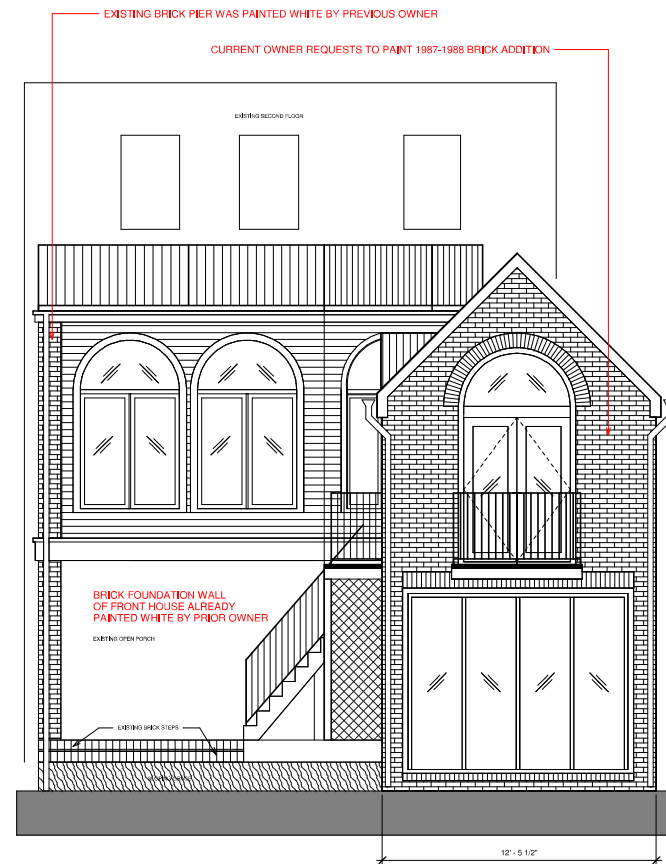 EXISTING BRICK PIER WAS PAINTED WHITE BY PREVIOUS OWNER
CURRENT OWNER REQUESTS TO PAINT 1987-1988 BRICK ADDITION
EXISTING SECOND FLOOR
BRICK FOUNDATION WALL
OF FRONT HOUSE ALREADY
PAINTED WHITE BY PRIOR OWNER
EXISTING OPEN PORCH
EXISTING BRICK STEPS
12' - 5 1/2"